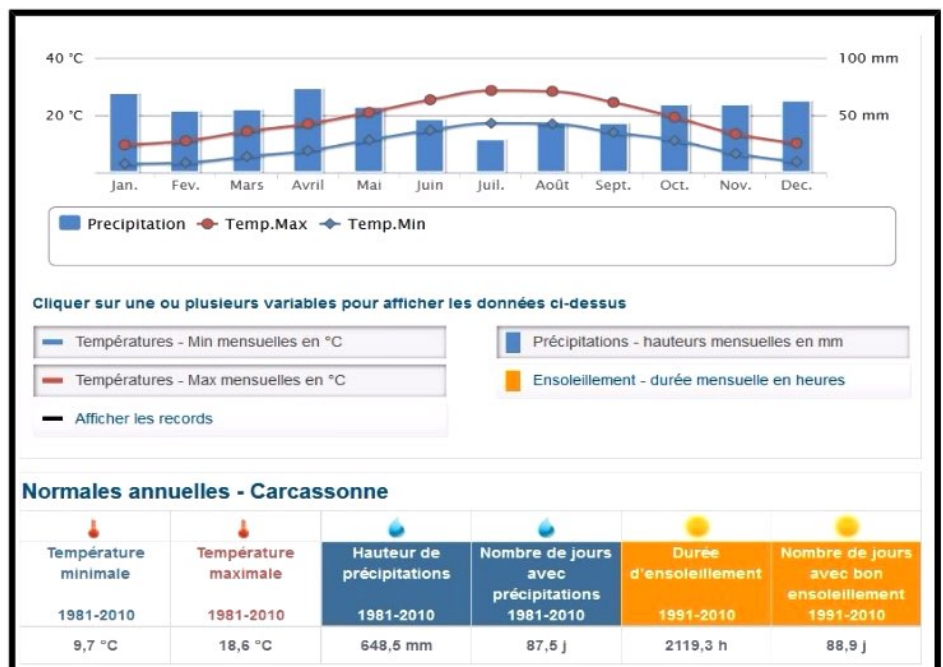 40 °C
100 mm
20 °C
50 mm
Jan. Fev. Mars Avril Mai Juin Juil. Août Sept. Oct. Nov. Dec.
Precipitation Temp.Max Temp.Min
Cliquer sur une ou plusieurs variables pour afficher les données ci-dessus
Températures - Min mensuelles en °C
Précipitations - hauteurs mensuelles en mm
Températures - Max mensuelles en °C
Ensoleillement - durée mensuelle en heures
Afficher les records
Normales annuelles - Carcassonne
Température
minimale
1981-2010
Température
maximale
1981-2010
Hauteur de
précipitations
1981-2010
Nombre de jours
avec
précipitations
1981-2010
Durée
d'ensoleillement
1991-2010
Nombre de jours
avec bon
ensoleillement
1991-2010
9,7 °C 18,6 °C 648,5 mm 87,5 j 2119,3 h 88,9 j